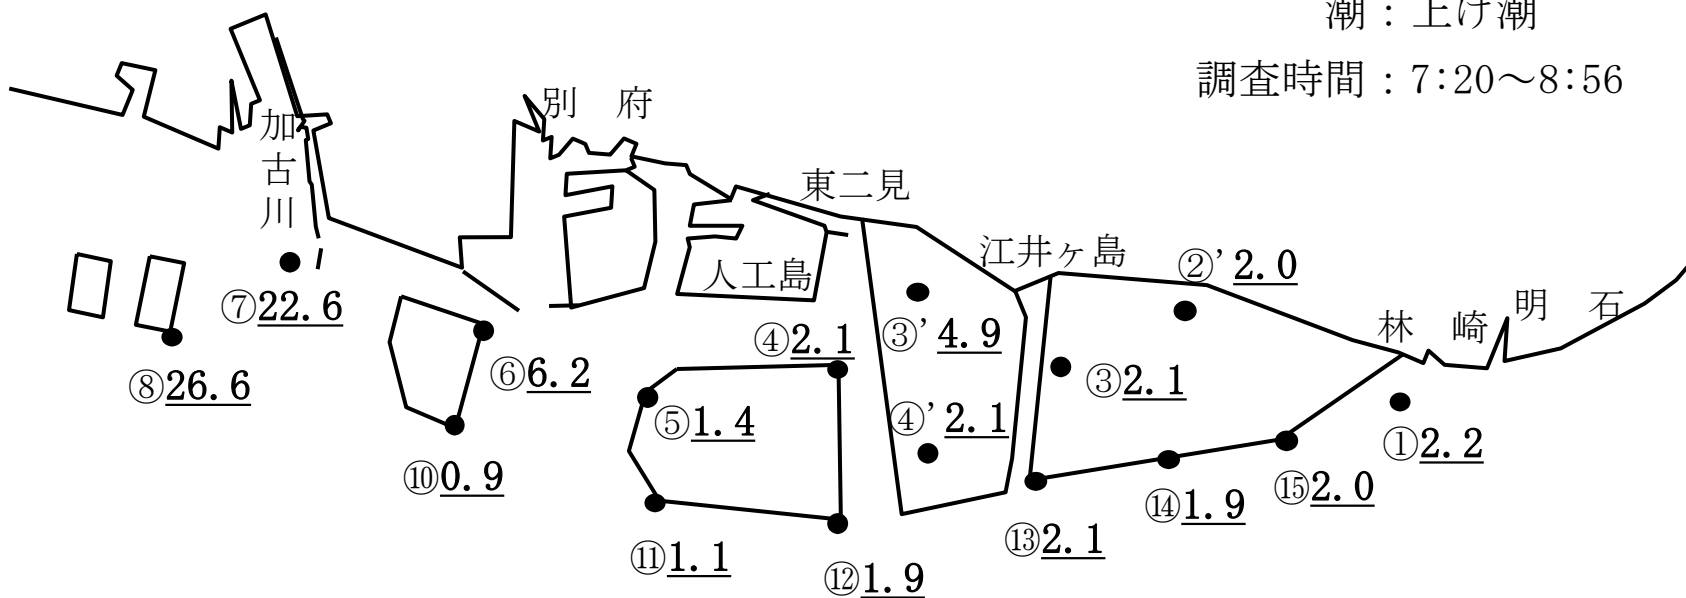 潮：上げ潮
調査時間：7:20～8:56
別　府
加古川
東二見
江井ヶ島
人工島
林　崎
明　石
②’2.0
⑦22.6
③’4.9
④2.1
⑧26.6
⑥6.2
③2.1
⑤1.4
④’2.1
①2.2
⑩0.9
⑮2.0
⑭1.9
⑬2.1
⑪1.1
⑫1.9